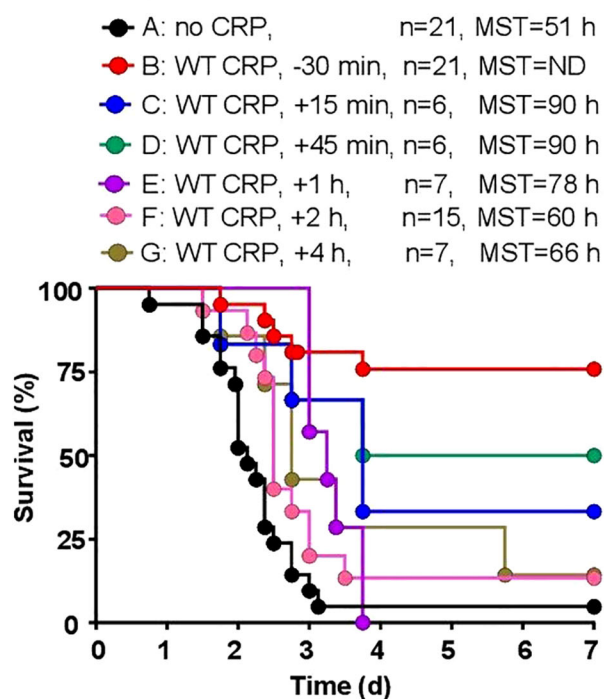 A: no CRP, n=21, MST=51 h
B: WT CRP, -30 min, n=21, MST=ND
C: WT CRP, +15 min, n=6, MST=90 h
D: WT CRP, +45 min, n=6, MST=90 h
E: WT CRP, +1 h, n=7, MST=78 h
F: WT CRP, +2 h, n=15, MST=60 h
G: WT CRP, +4 h, n=7, MST=66 h
100
75
50
25
0
Survival (%)
0 1 2 3 4 5 6 7
Time (d)